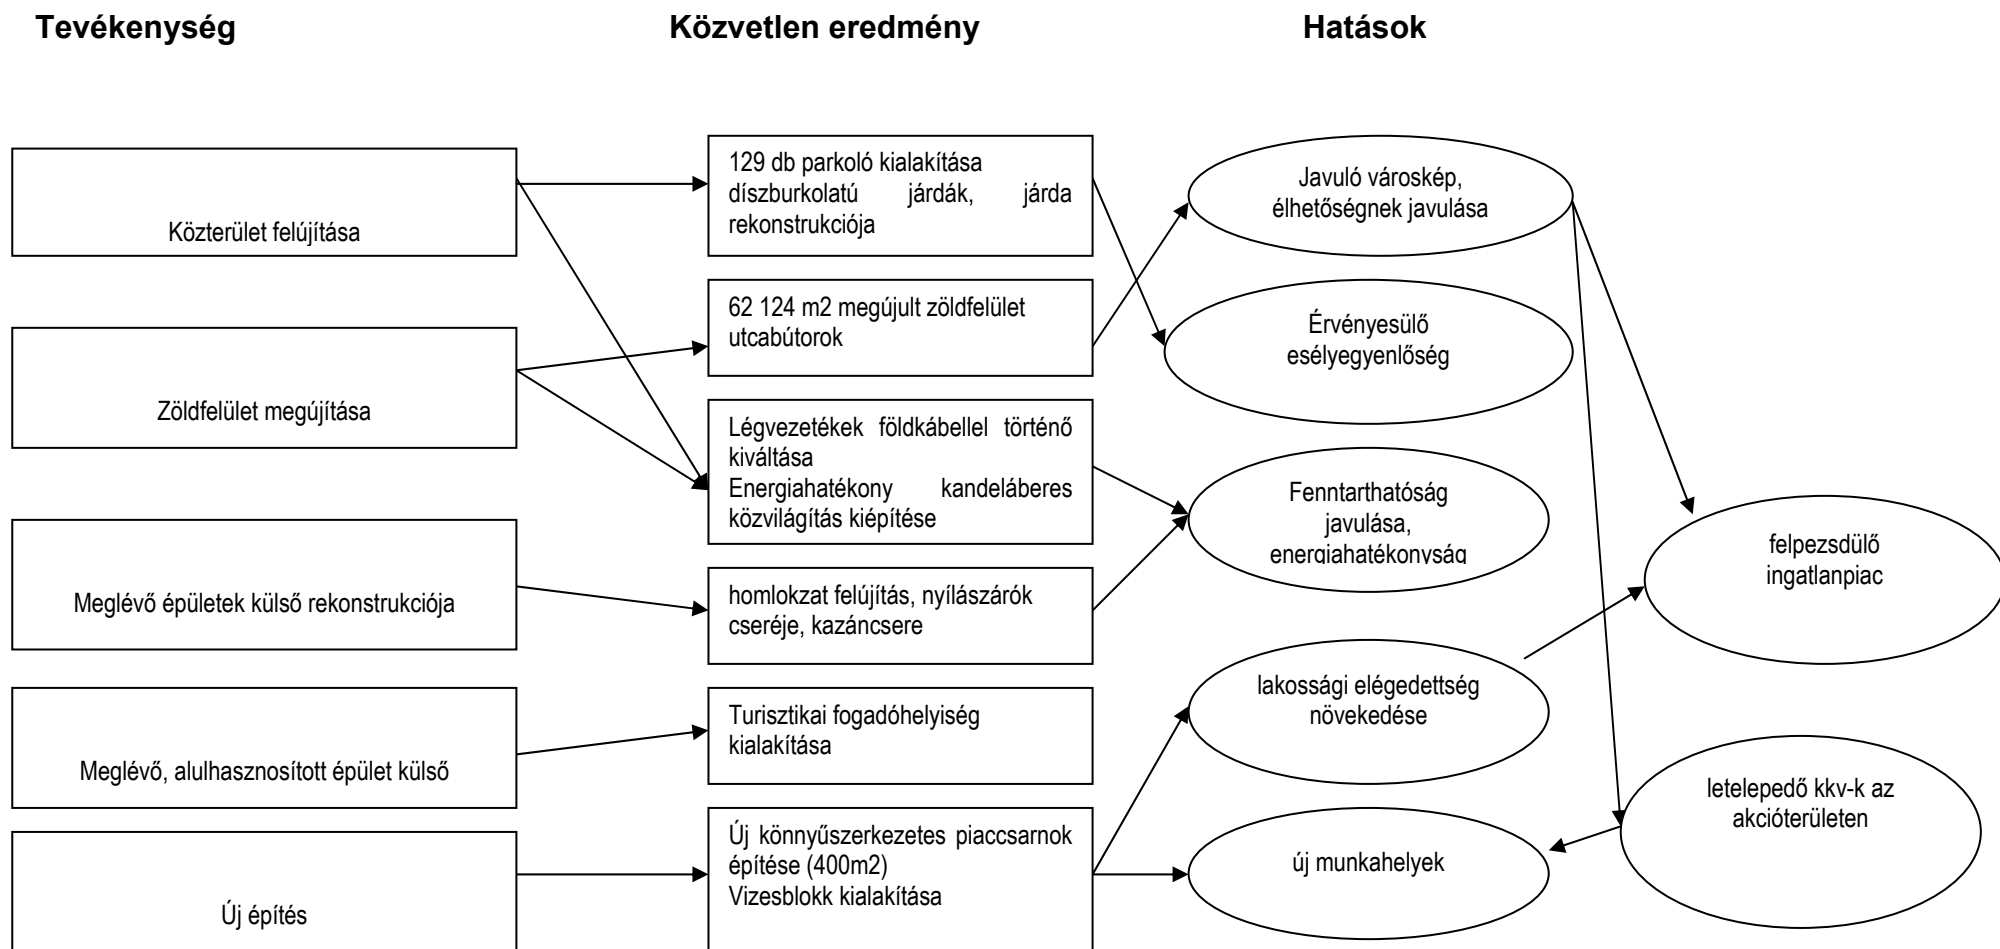 Tevékenység
Közvetlen eredmény
Hatások
Közterület felújítása
Zöldfelület megújítása
Meglévő épületek külső rekonstrukciója
Meglévő, alulhasznosított épület külső
Új építés
129 db parkoló kialakítása
díszburkolatú járdák, járda
rekonstrukciója
62 124 m2 megújult zöldfelület
utcabútorok
Légvezetékek földkábellel történő
kiváltása
Energiahatékony kandeláberes
közvilágítás kiépítése
homlokzat felújítás, nyílászárók
cseréje, kazáncsere
Turisztikai fogadóhelyiség
kialakítása
Új könnyűszerkezetes piaccsarnok
építése (400m2)
Vizesblokk kialakítása
Javuló városkép,
élhetőségnek javulása
Érvényesülő
esélyegyenlőség
Fenntarthatóság
javulása,
energiahatékonyság
lakossági elégedettség
növekedése
új munkahelyek
felpezsdülő
ingatlanpiac
letelepedő kkv-k az
akcióterületen